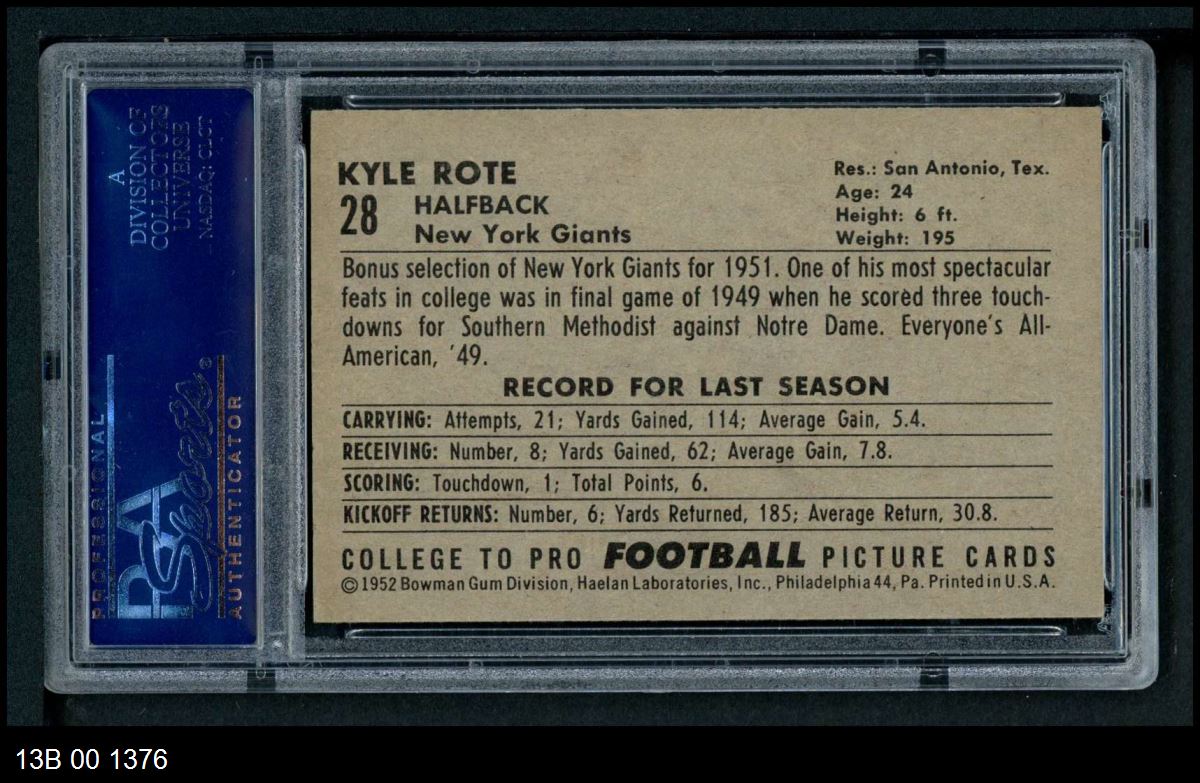 A
DIVISION OF
COLLECTORS
UNIVERSE
NASDAQ: CLCT
PROFESSIONAL
PSA
Sports®
AUTHENTICATOR
KYLE ROTE
28 HALFBACK
New York Giants
Res.: San Antonio, Tex.
Age: 24
Height: 6 ft.
Weight: 195
Bonus selection of New York Giants for 1951. One of his most spectacular
feats in college was in final game of 1949 when he scored three touch-
downs for Southern Methodist against Notre Dame. Everyone's All-
American, '49.
RECORD FOR LAST SEASON
CARRYING: Attempts, 21; Yards Gained, 114; Average Gain, 5.4.
RECEIVING: Number, 8; Yards Gained, 62; Average Gain, 7.8.
SCORING: Touchdown, 1; Total Points, 6.
KICKOFF RETURNS: Number, 6; Yards Returned, 185; Average Return, 30.8.
COLLEGE TO PRO FOOTBALL PICTURE CARDS
©1952 Bowman Gum Division, Haelan Laboratories, Inc., Philadelphia 44, Pa. Printed in U.S.A.
13B 00 1376